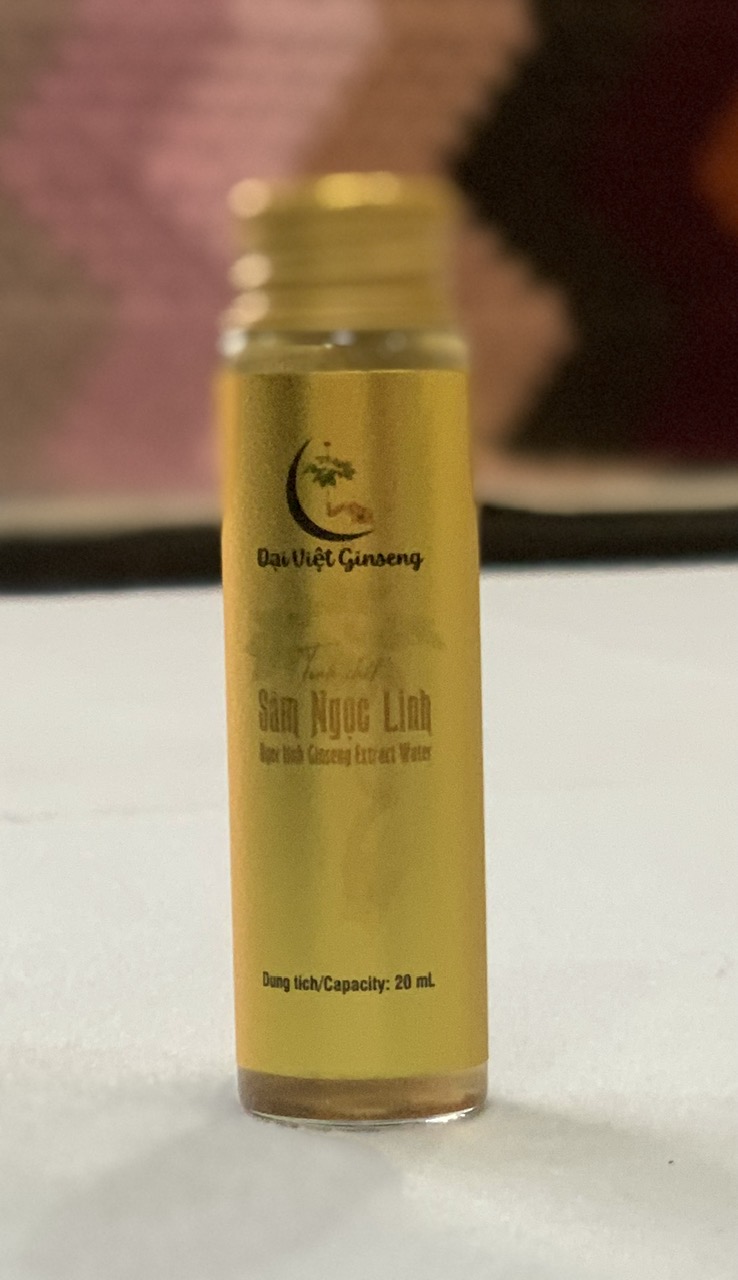 Đại Việt Ginseng
Tinh chất
Sâm Ngọc Linh
Ngoc Linh Ginseng Extract Water
Dung tích/Capacity: 20 mL